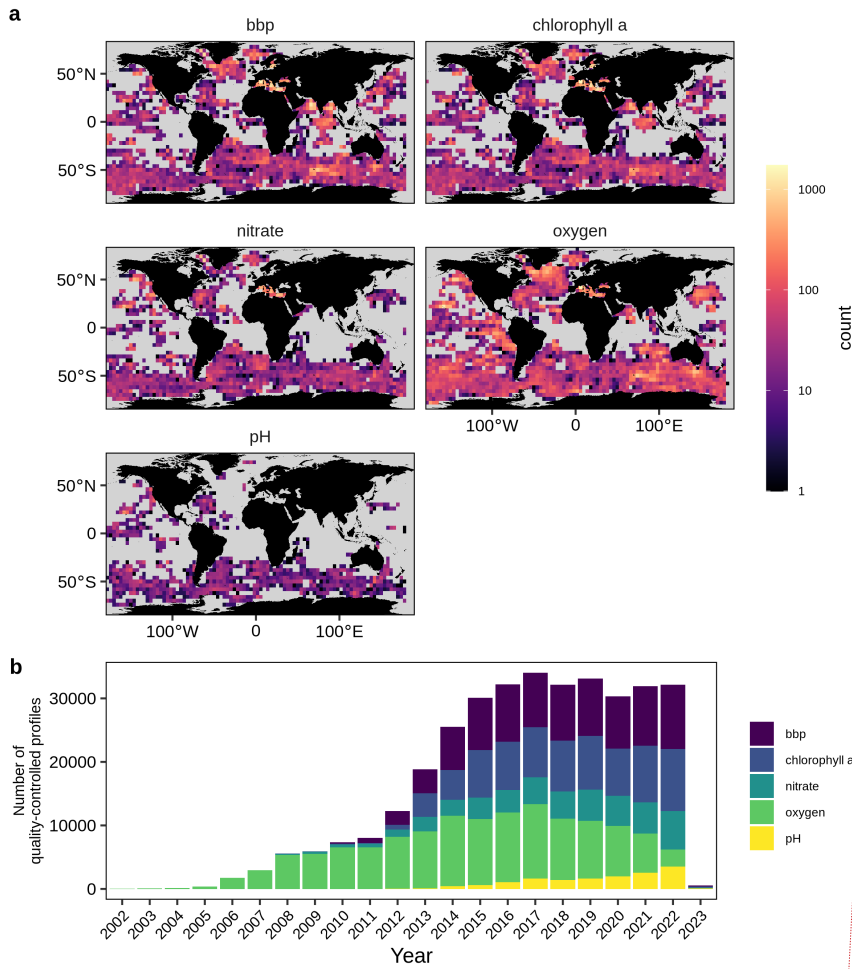 a
bbp
chlorophyll a
50°N
0
50°S
nitrate
oxygen
50°N
0
50°S
100°W
0
100°E
pH
50°N
0
50°S
100°W
0
100°E
1000
100
10
1
count
b
30000
20000
10000
0
Number of
quality-controlled profiles
2002
2003
2004
2005
2006
2007
2008
2009
2010
2011
2012
2013
2014
2015
2016
2017
2018
2019
2020
2021
2022
2023
Year
bbp
chlorophyll a
nitrate
oxygen
pH